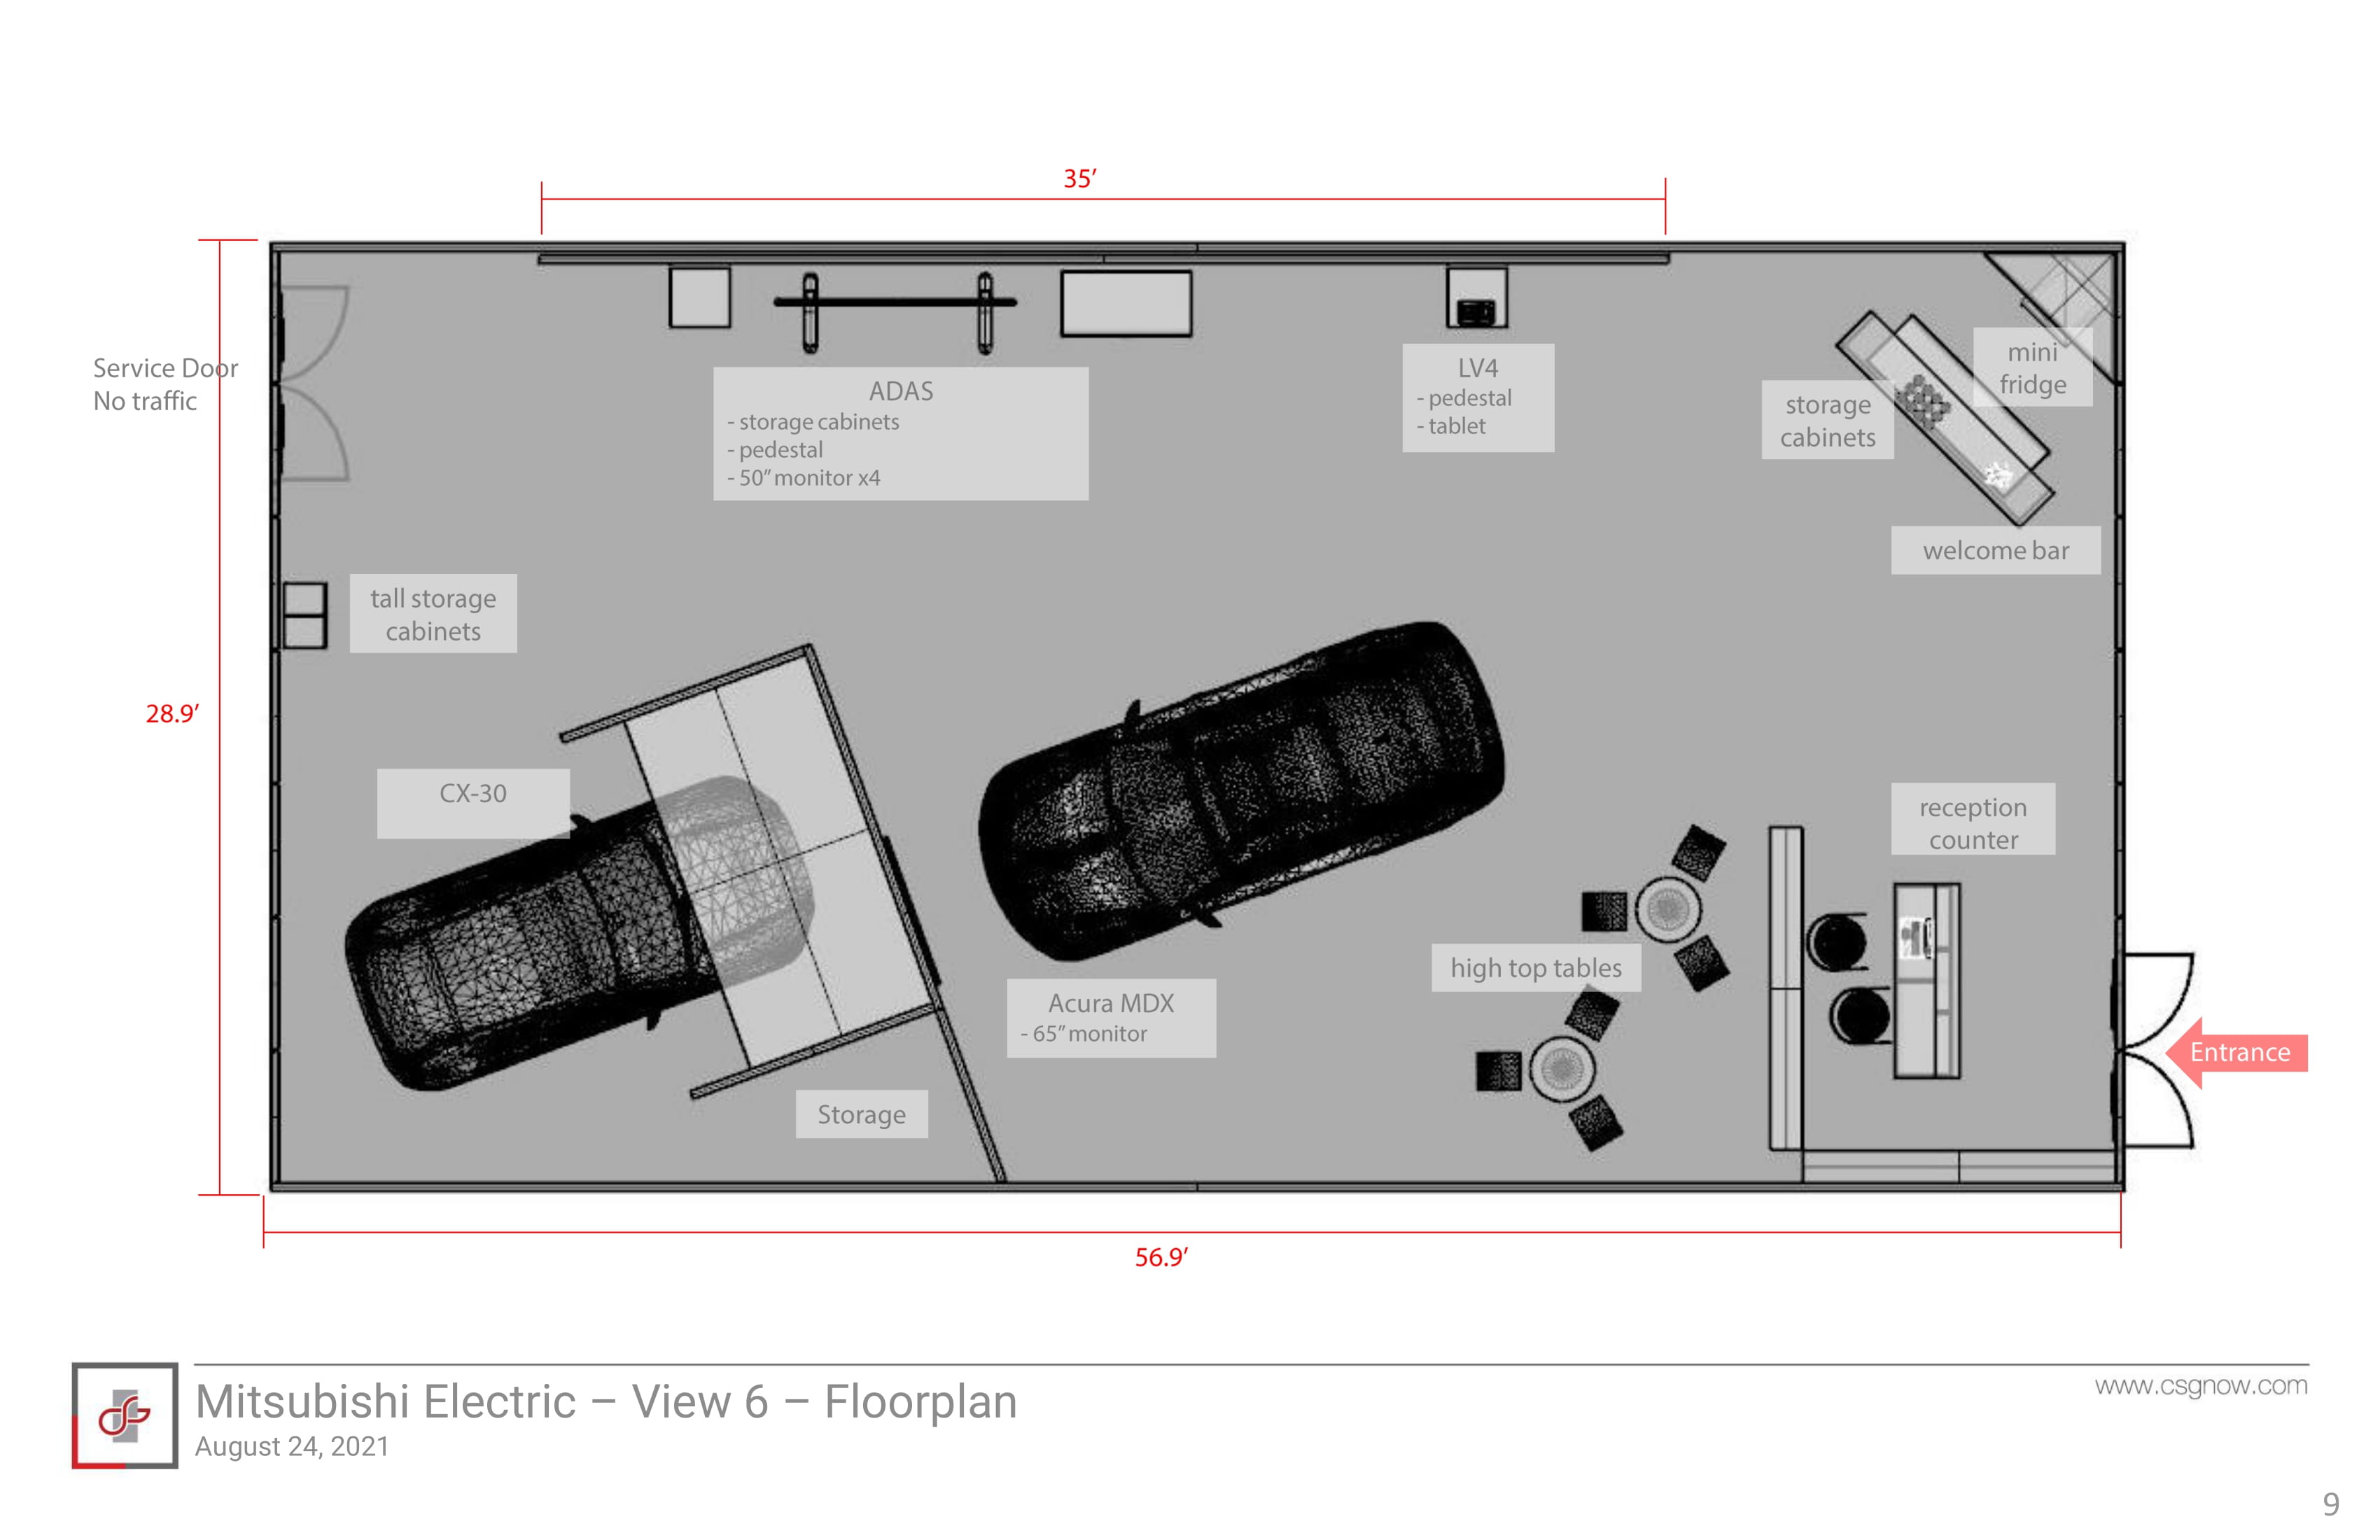 35’
Service Door
No traffic
ADAS
- storage cabinets
- pedestal
- 50” monitor x4
LV4
- pedestal
- tablet
mini
fridge
storage
cabinets
welcome bar
tall storage
cabinets
28.9’
CX-30
reception
counter
high top tables
Acura MDX
- 65” monitor
Entrance
Storage
56.9’
Mitsubishi Electric – View 6 – Floorplan
August 24, 2021
www.csgnow.com
9